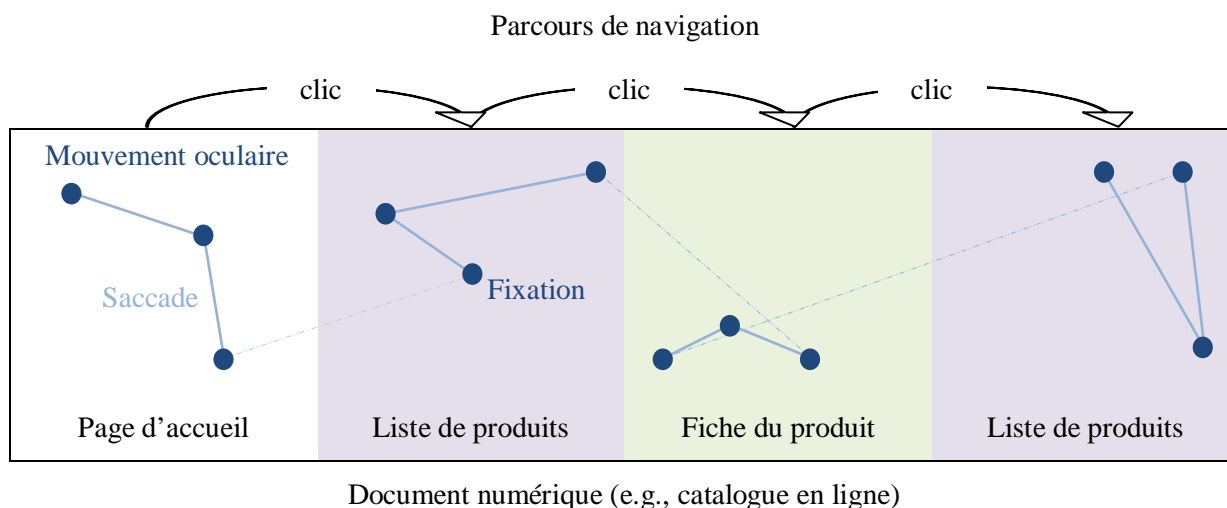 Parcours de navigation
clic clic clic
Mouvement oculaire
Saccade
Fixation
Page d’accueil Liste de produits Fiche du produit Liste de produits
Document numérique (e.g., catalogue en ligne)